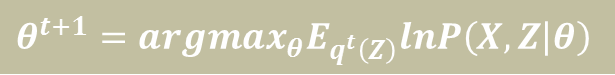 θ^{t+1} = argmax_θ E_{q^t(Z)} lnP(X, Z|θ)